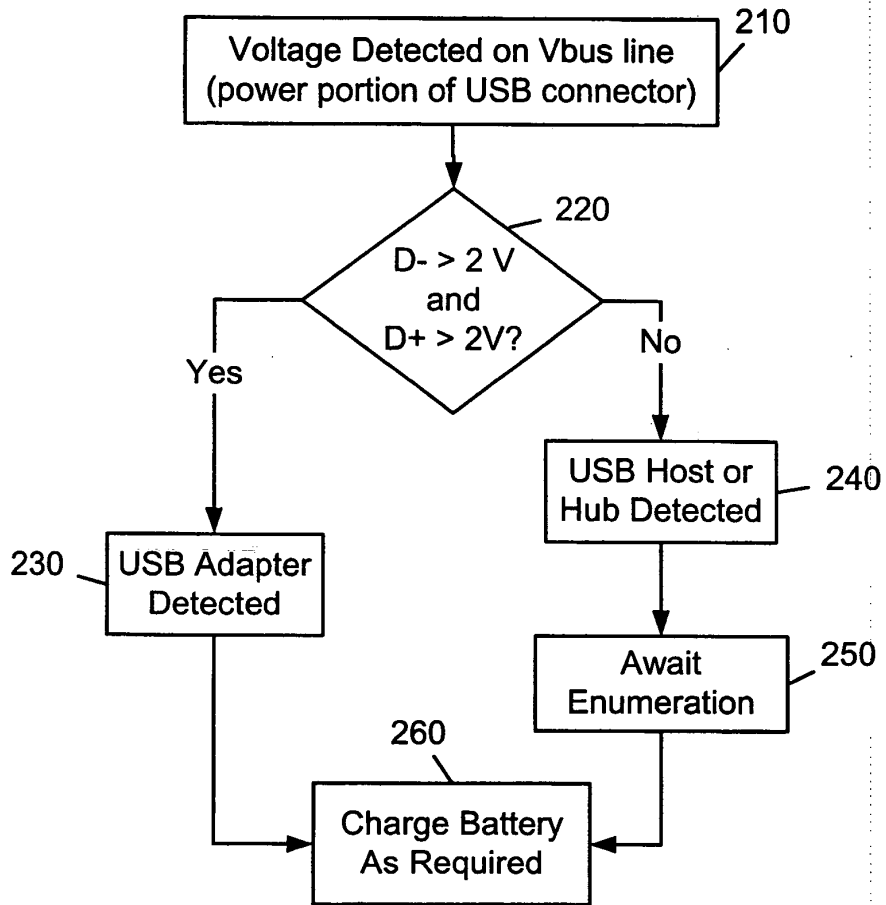 210
Voltage Detected on Vbus line
(power portion of USB connector)
220
D- > 2 V
and
D+ > 2V?
Yes
No
USB Host or
Hub Detected
240
230
USB Adapter
Detected
Await
Enumeration
250
260
Charge Battery
As Required